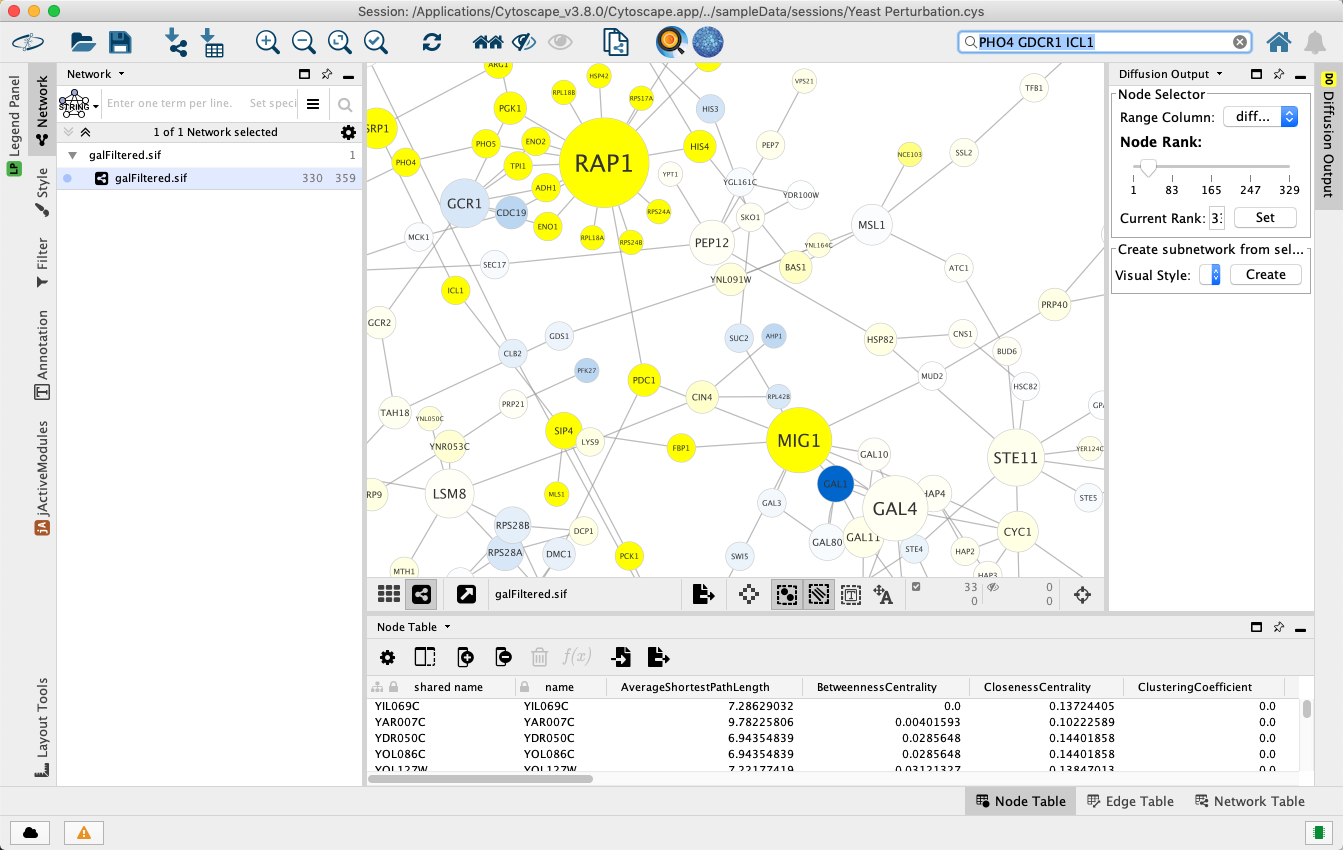 Session: /Applications/Cytoscape_v3.8.0/Cytoscape.app/../sampleData/sessions/Yeast Perturbation.cys
PHO4 GDCR1 ICL1
Legend Panel
LP
Network
Style
Filter
Annotation
jActiveModules
jA
Layout Tools
Network
STRING
Enter one term per line.
Set speci
1 of 1 Network selected
galFiltered.sif 1
galFiltered.sif 330 359
ARG1
HSP42
RPL18B
RPS17A
VPS21
TFB1
PGK1
HIS3
SRP1
PHO5
ENO2
RAP1
HIS4
PEP7
NCE103
SSL2
PHO4
TPI1
YPT1
YGL161C
ADH1
YDR100W
GCR1
CDC19
RPS24A
SKO1
MSL1
ENO1
MCK1
RPL18A
RPS24B
PEP12
YNL164C
SEC17
BAS1
ATC1
YNL091W
ICL1
PRP40
GCR2
GDS1
SUC2
AHP1
HSP82
CNS1
CLB2
BUD6
PFK27
PDC1
MUD2
HSC82
CIN4
RPL42B
PRP21
GP
TAH18
YNL050C
SIP4
LYS9
MIG1
YNR053C
FBP1
YER124C
GAL10
STE11
GAL1
LSM8
MLS1
HAP4
RP9
GAL3
STE5
GAL4
RPS28B
DCP1
CYC1
GAL80
GAL11
STE4
RPS28A
DMC1
PCK1
SWI5
HAP2
MTH1
HAP3
galFiltered.sif
33 0
0 0
Diffusion Output
Node Selector
Range Column: diff...
Node Rank:
1 83 165 247 329
Current Rank: Set
Create subnetwork from sel...
Visual Style: Create
DO
Diffusion Output
Node Table
f(x)
shared name name AverageShortestPathLength BetweennessCentrality ClosenessCentrality ClusteringCoefficient
YIL069C YIL069C 7.28629032 0.0 0.13724405 0.0
YAR007C YAR007C 9.78225806 0.00401593 0.10222589 0.0
YDR050C YDR050C 6.94354839 0.0285648 0.14401858 0.0
YOL086C YOL086C 6.94354839 0.0285648 0.14401858 0.0
YOL127W YOL127W 7.22177419 0.03121327 0.13847013 0.0
Node Table Edge Table Network Table